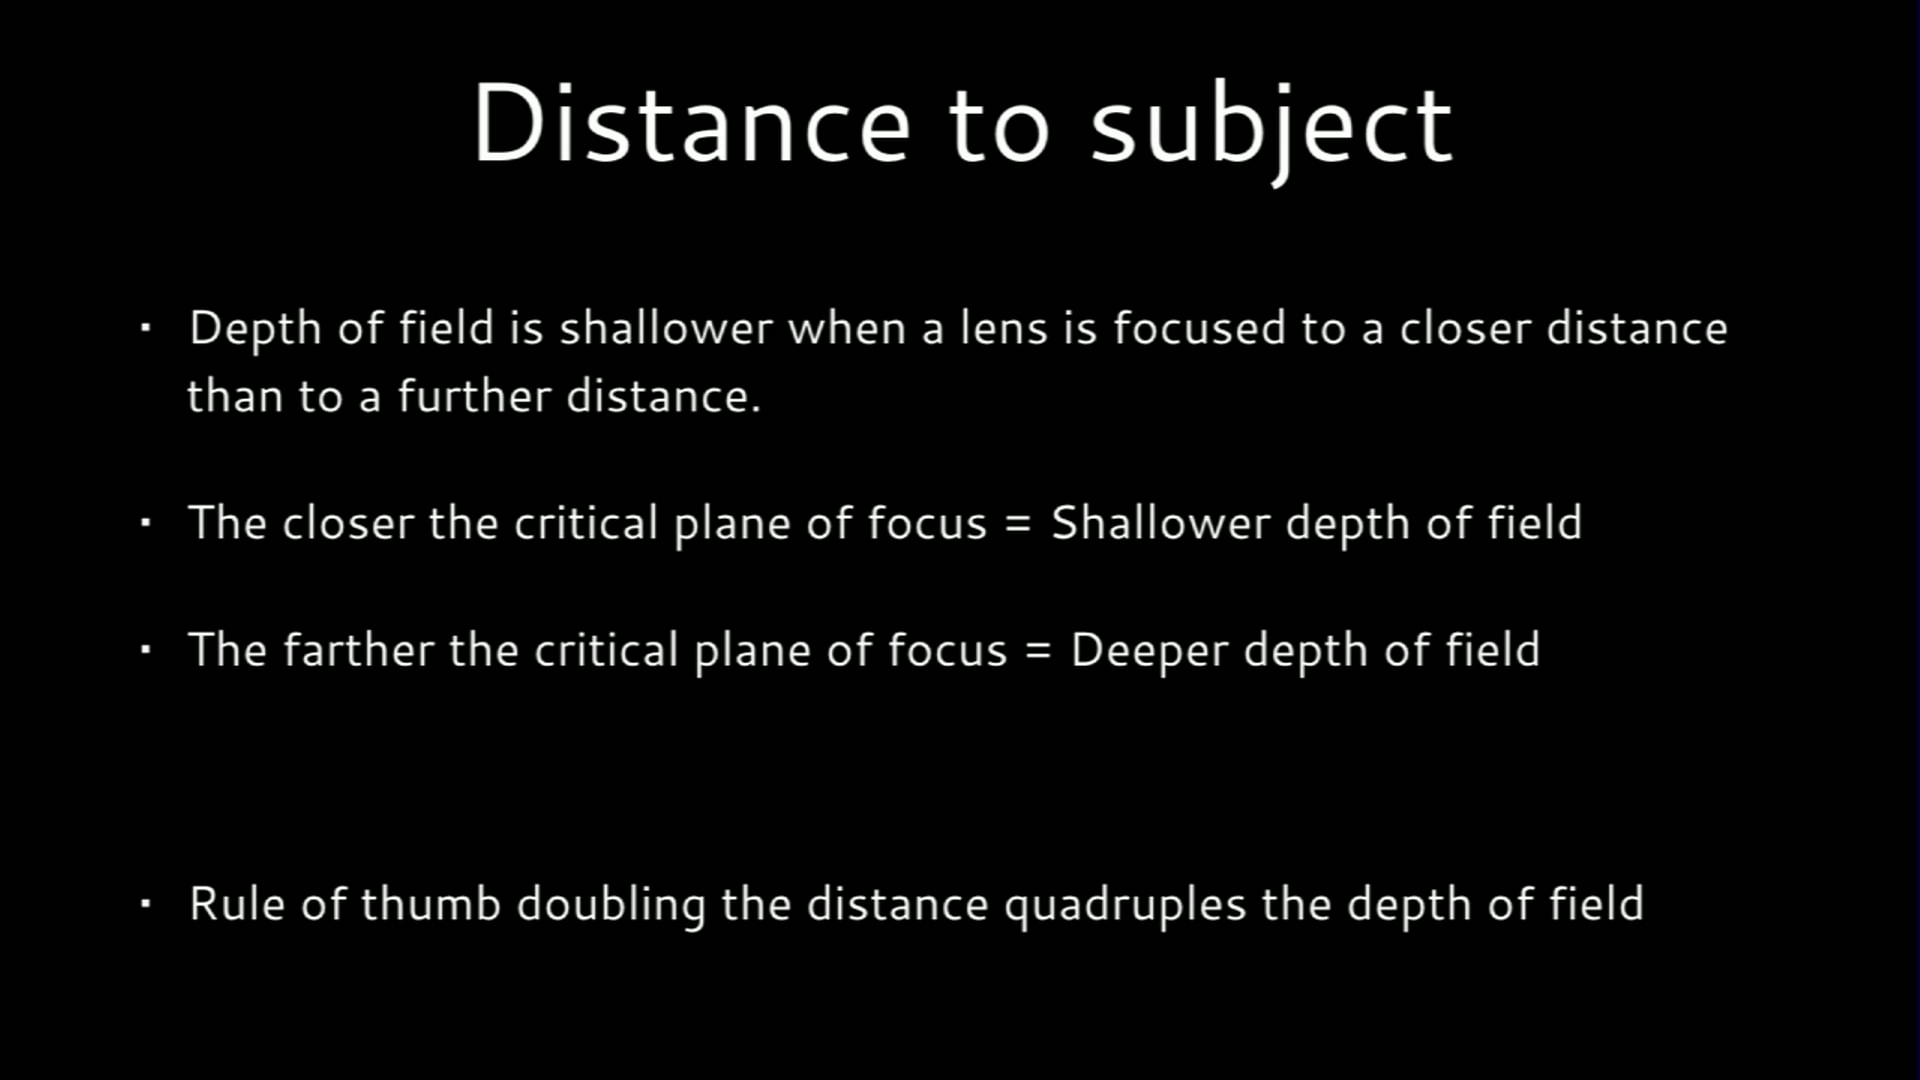 Distance to subject
· Depth of field is shallower when a lens is focused to a closer distance
than to a further distance.
· The closer the critical plane of focus = Shallower depth of field
· The farther the critical plane of focus = Deeper depth of field
· Rule of thumb doubling the distance quadruples the depth of field